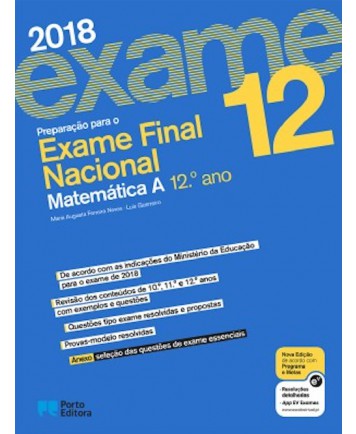 2018
exame
12
Preparação para o
Exame Final
Nacional
Matemática A 12.º ano
Maria Augusta Ferreira Neves · Luís Guerreiro
De acordo com as indicações do Ministério da Educação
para o exame de 2018
Revisão dos conteúdos de 10.º, 11.º e 12.ºanos
com exemplos e questões
Questões tipo exame resolvidas e propostas
Provas-modelo resolvidas
Anexo seleção das questões de exame essenciais
Nova Edição
de acordo com
Programa
e Metas
Resoluções
detalhadas
App EV Exames
Porto
Editora